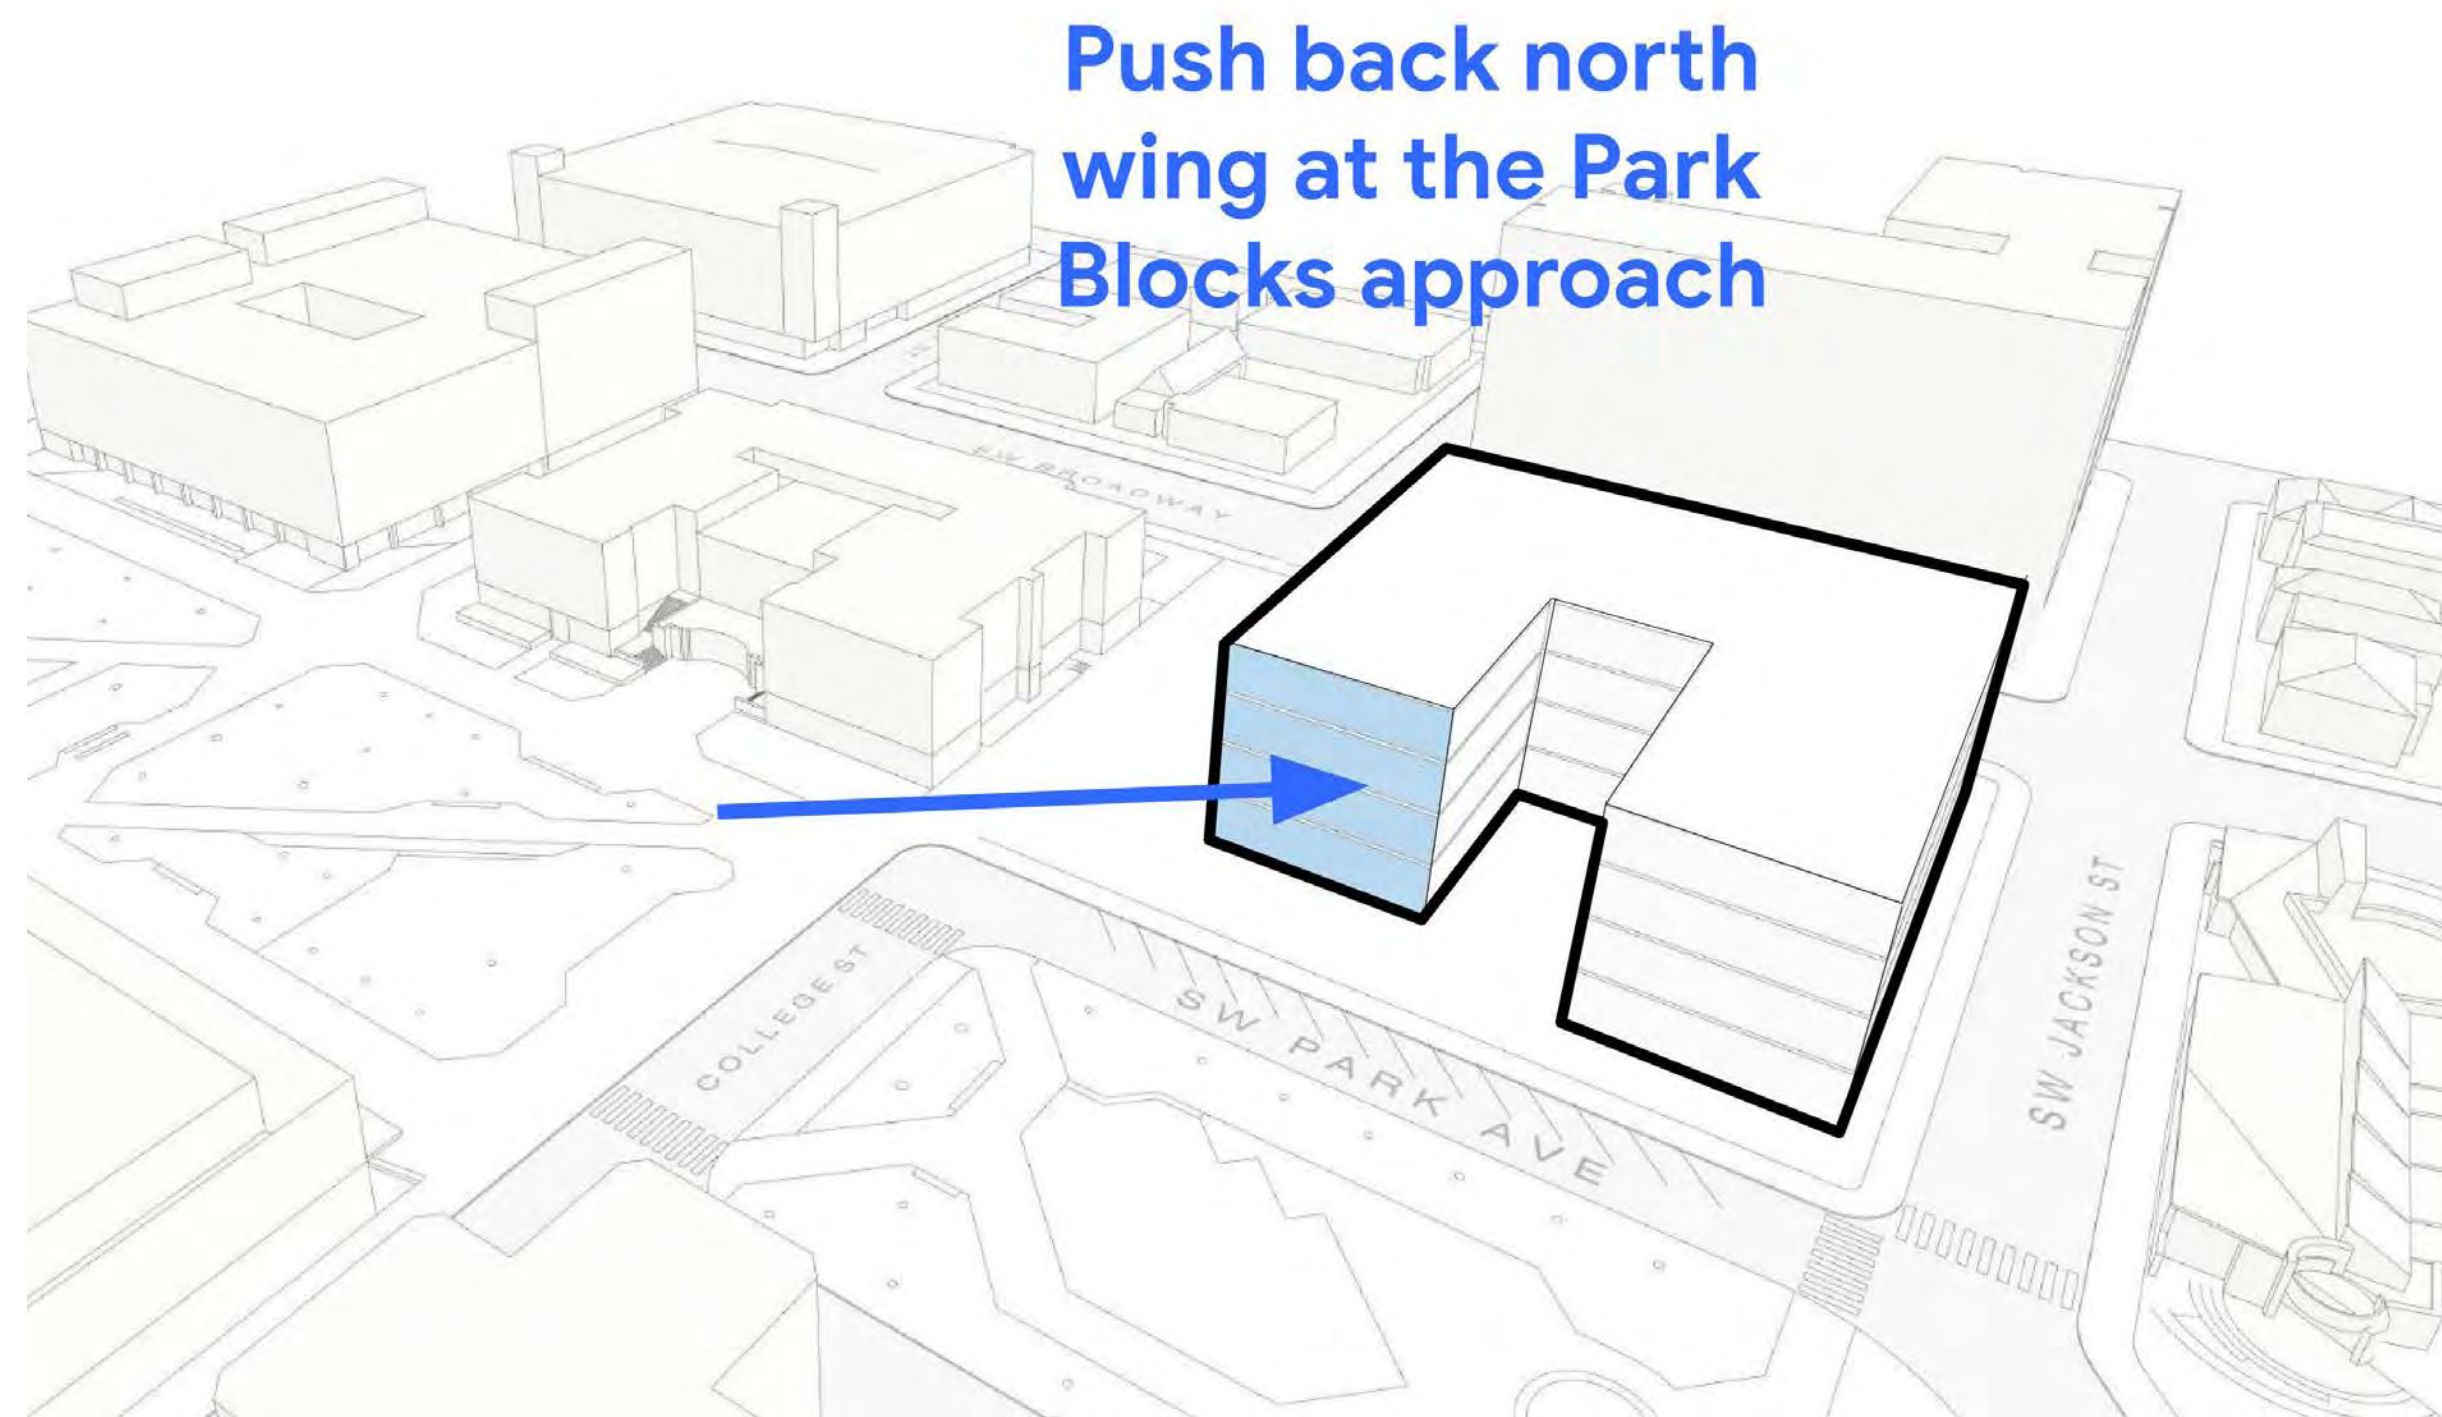 Push back north
wing at the Park
Blocks approach
SW BROADWAY
COLLEGE ST
SW PARK AVE
SW JACKSON ST